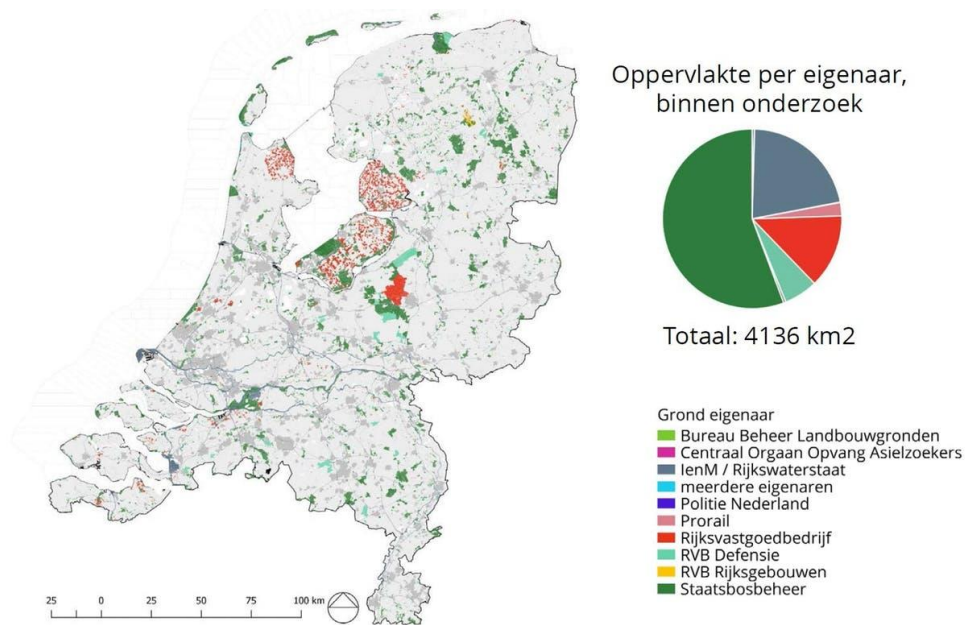 Oppervlakte per eigenaar,
binnen onderzoek
Totaal: 4136 km2
Grond eigenaar
Bureau Beheer Landbouwgronden
Centraal Orgaan Opvang Asielzoekers
IenM / Rijkswaterstaat
meerdere eigenaren
Politie Nederland
Prorail
Rijksvastgoedbedrijf
RVB Defensie
RVB Rijksgebouwen
Staatsbosbeheer
25 0 25 50 75 100 km